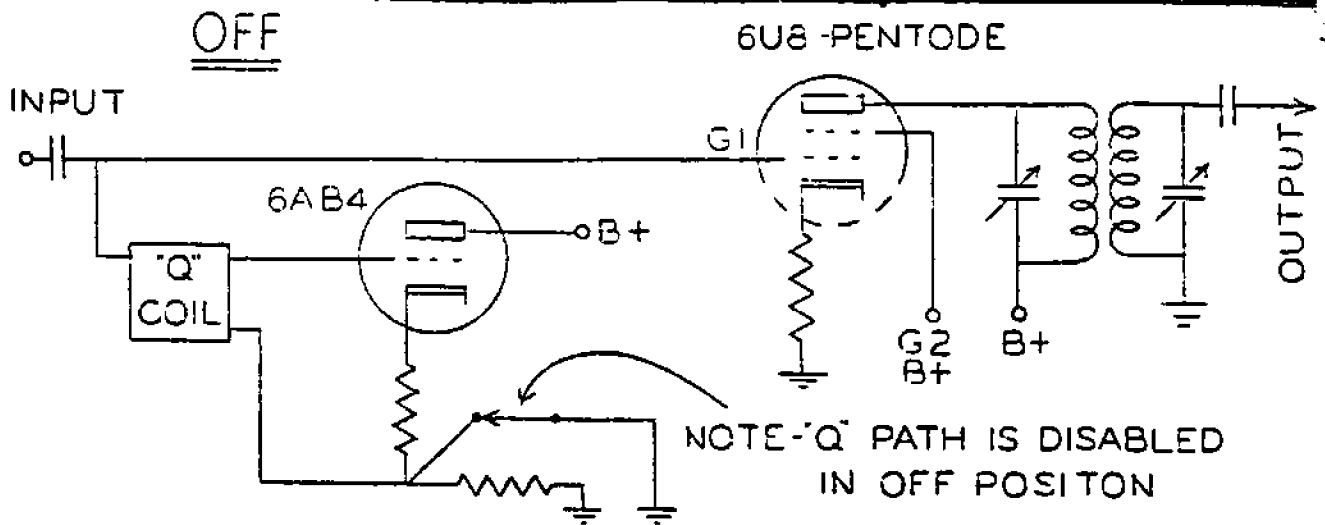 OFF
6U8-PENTODE
INPUT
G1
6AB4
B+
"Q"
COIL
G2
B+
B+
OUTPUT
NOTE-"Q" PATH IS DISABLED
IN OFF POSITON